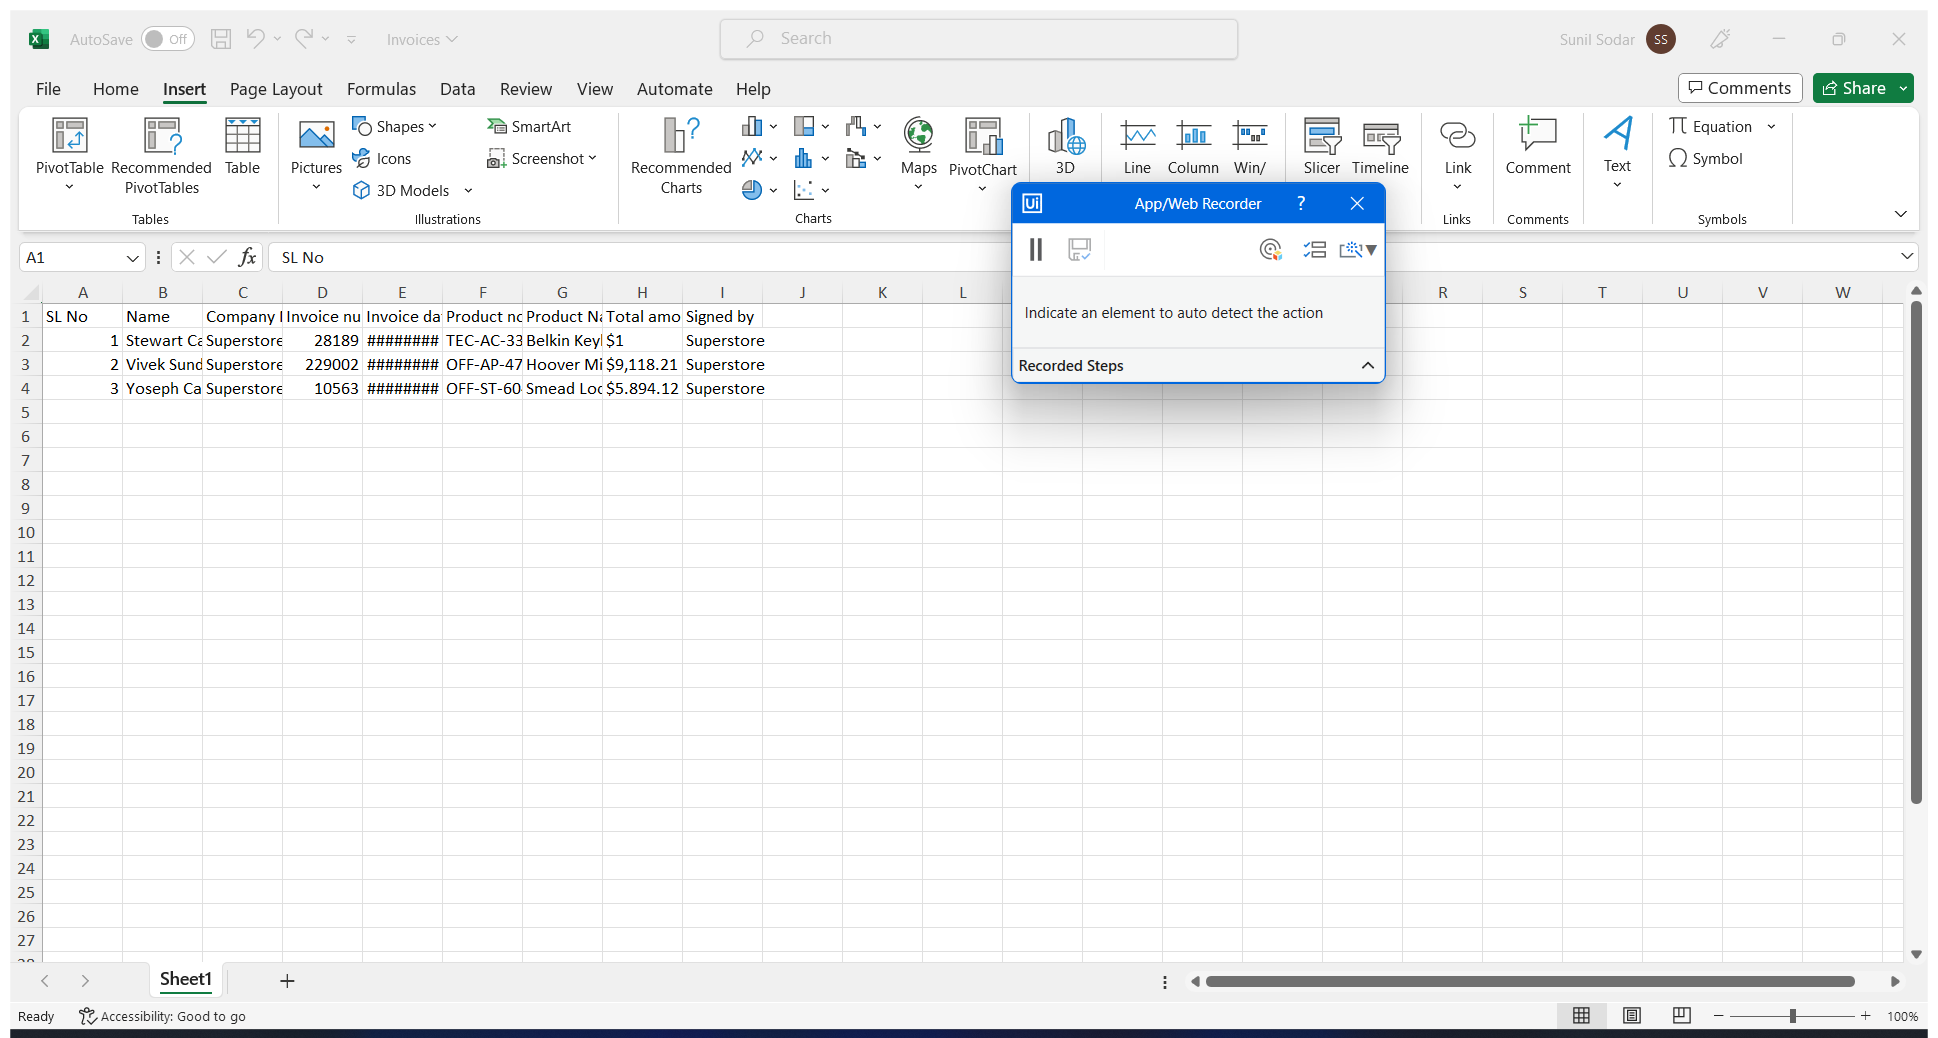 AutoSave Off Invoices Search Sunil Sodar SS
File Home Insert Page Layout Formulas Data Review View Automate Help Comments Share
PivotTable
Recommended PivotTables
Table
Tables
Pictures
Shapes
Icons
3D Models
SmartArt
Screenshot
Illustrations
Recommended Charts
Maps
PivotChart
Charts
3D
Line Column Win/
Slicer Timeline
Link
Links
Comment
Comments
Text
Equation
Symbol
Symbols
Ui App/Web Recorder ?
Indicate an element to auto detect the action
Recorded Steps
A1 fx SL No
A B C D E F G H I J K L R S T U V W
1 SL No Name Company Invoice nu Invoice da Product no Product Na Total amo Signed by
2 1 Stewart Ca Superstore 28189 ######## TEC-AC-33 Belkin Key $1 Superstore
3 2 Vivek Sund Superstore 229002 ######## OFF-AP-47 Hoover Mi $9,118.21 Superstore
4 3 Yoseph Ca Superstore 10563 ######## OFF-ST-60 Smead Loc $5.894.12 Superstore
5
6
7
8
9
10
11
12
13
14
15
16
17
18
19
20
21
22
23
24
25
26
27
Sheet1
Ready Accessibility: Good to go 100%